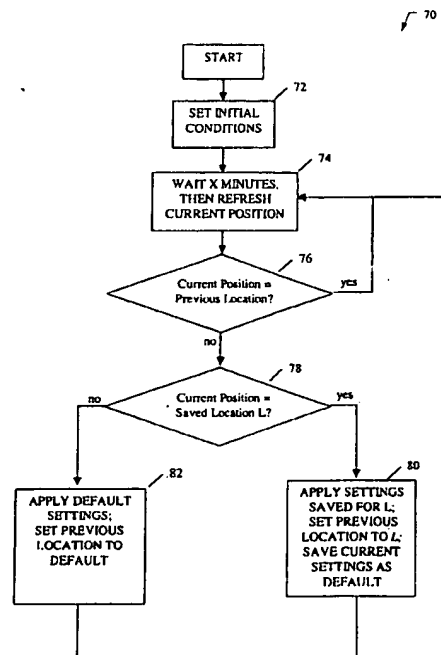 70
START
72
SET INITIAL
CONDITIONS
74
WAIT X MINUTES,
THEN REFRESH
CURRENT POSITION
76
Current Position =
Previous Location?
yes
no
78
Current Position =
Saved Location L?
no
yes
82
APPLY DEFAULT
SETTINGS;
SET PREVIOUS
LOCATION TO
DEFAULT
80
APPLY SETTINGS
SAVED FOR L;
SET PREVIOUS
LOCATION TO L;
SAVE CURRENT
SETTINGS AS
DEFAULT